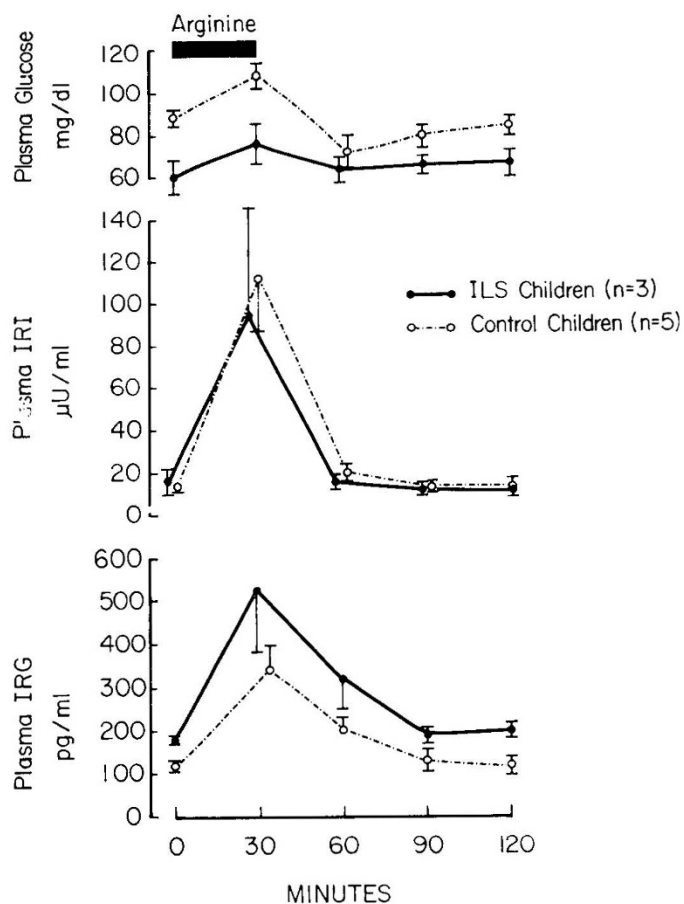 Arginine
Plasma Glucose
mg/dl
120
100
80
60
Plasma IRI
µU/ml
140
120
100
80
60
40
20
0
ILS Children (n=3)
Control Children (n=5)
Plasma IRG
pg/ml
600
500
400
300
200
100
0
0 30 60 90 120
MINUTES